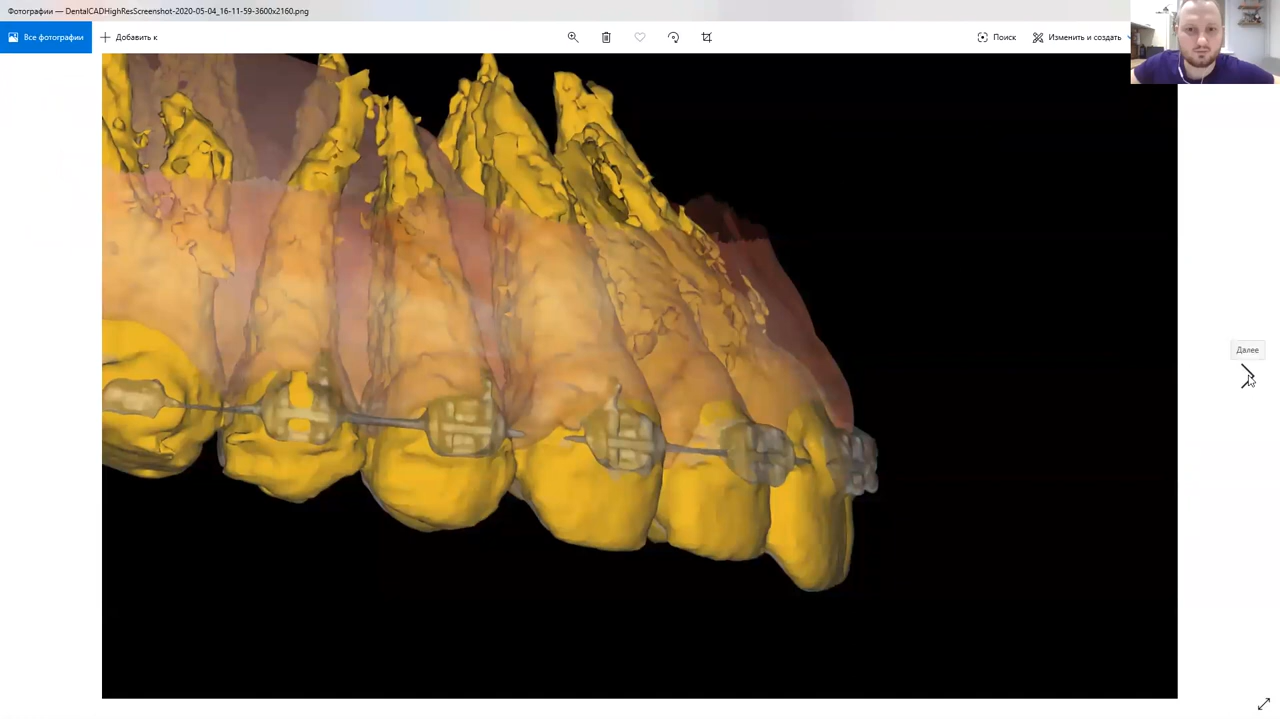 Фотографии — DentalCADHighResScreenshot-2020-05-04_16-11-59-3600x2160.png
Все фотографии
Добавить к
Поиск
Изменить и создать
Далее